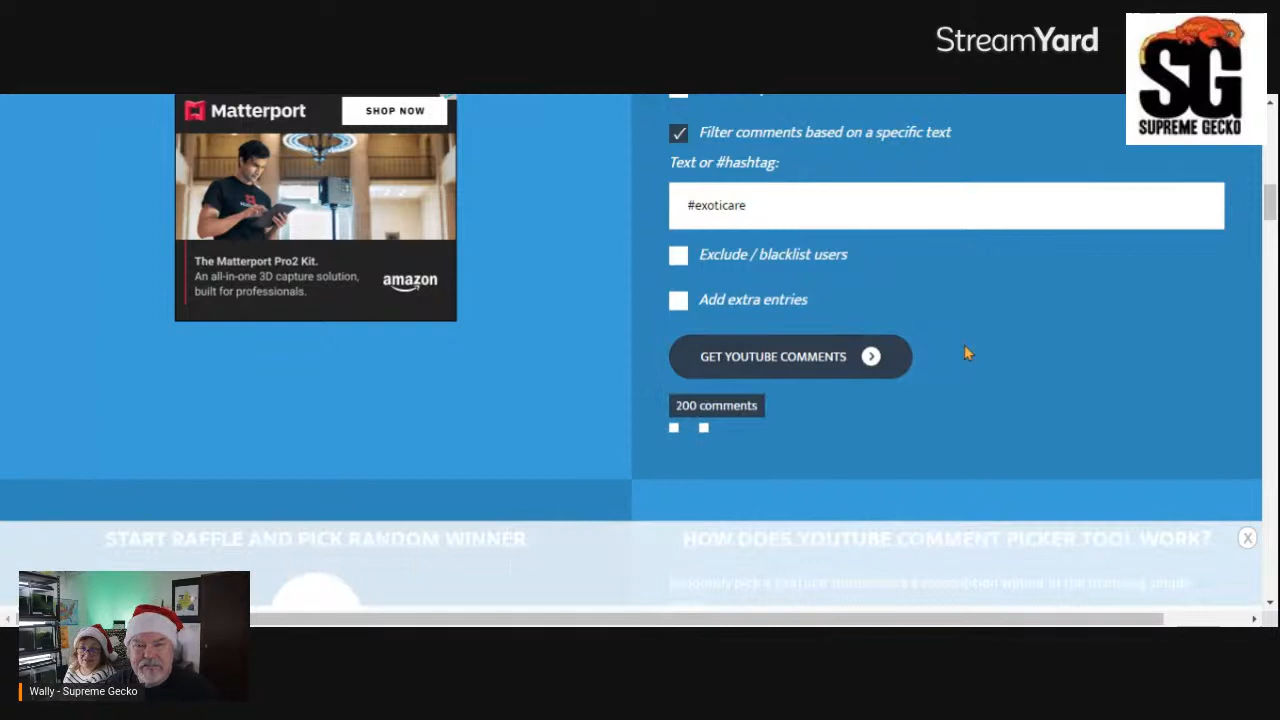 StreamYard
SG
SUPREME GECKO
Matterport
SHOP NOW
The Matterport Pro2 Kit.
An all-in-one 3D capture solution,
built for professionals.
amazon
Filter comments based on a specific text
Text or #hashtag:
#exoticare
Exclude / blacklist users
Add extra entries
GET YOUTUBE COMMENTS
200 comments
START RAFFLE AND PICK RANDOM WINNER
HOW DOES YOUTUBE COMMENT PICKER TOOL WORK?
X
Wally - Supreme Gecko